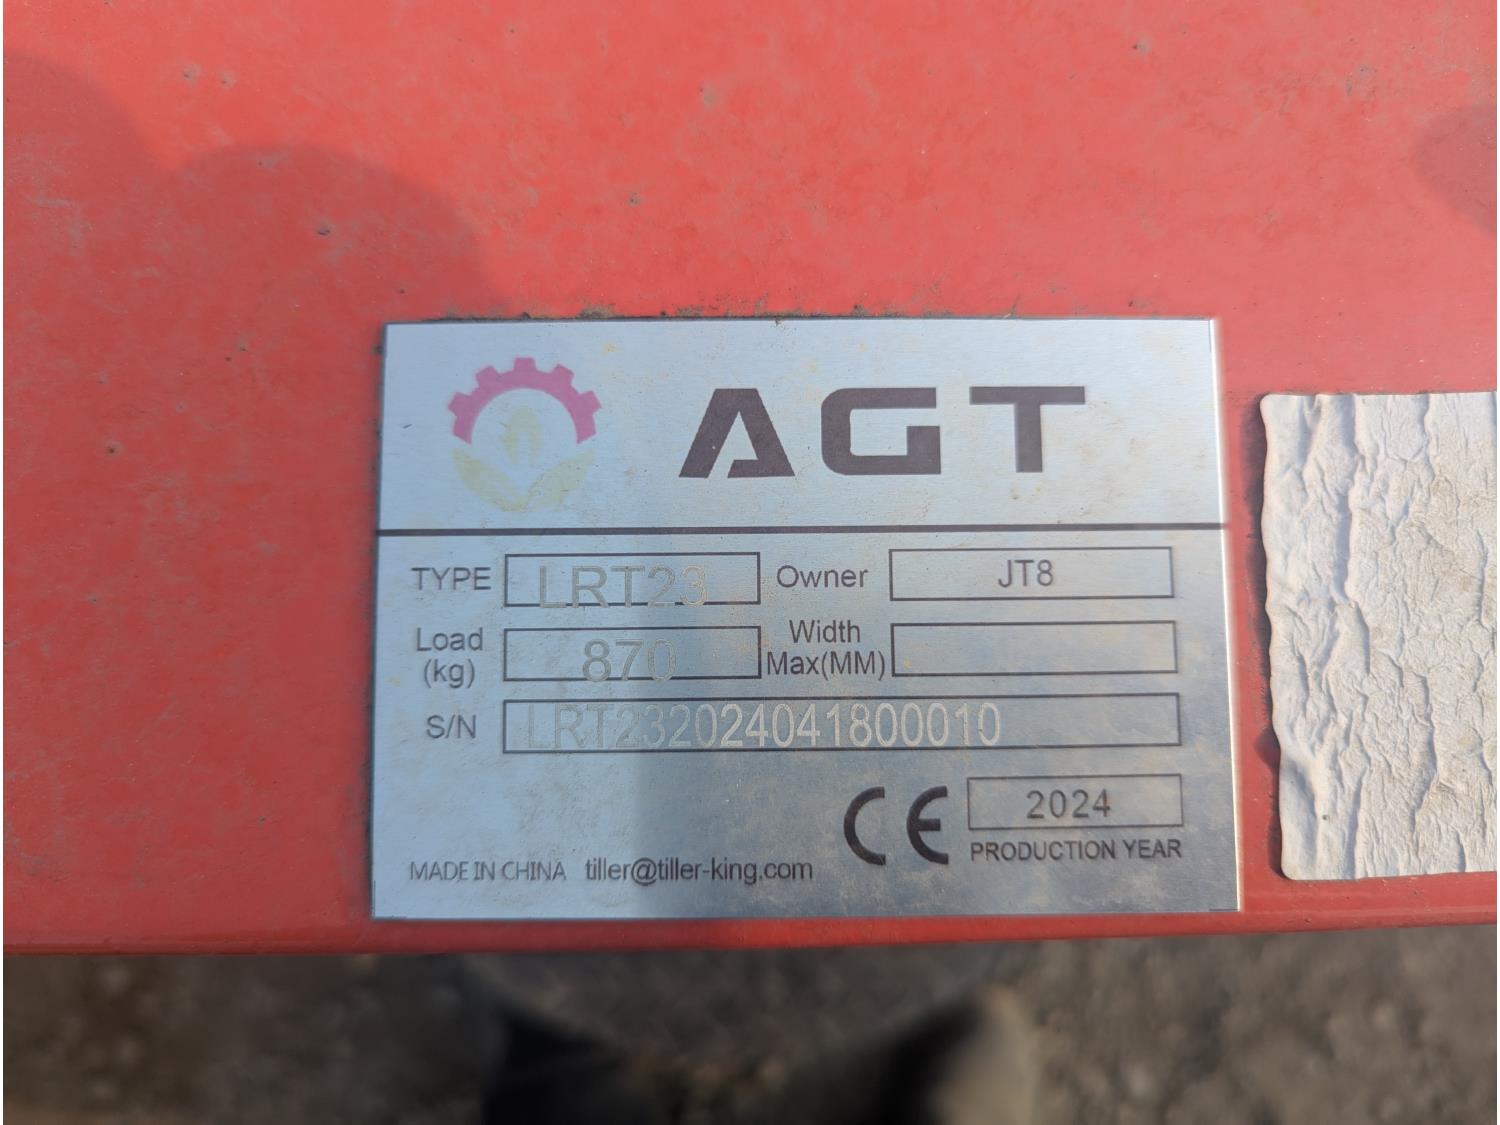 AGT
TYPE LRT23 Owner JT8
Load (kg) 870 Width Max(MM)
S/N LRT232024041800010
CE 2024
PRODUCTION YEAR
MADE IN CHINA tiller@tiller-king.com